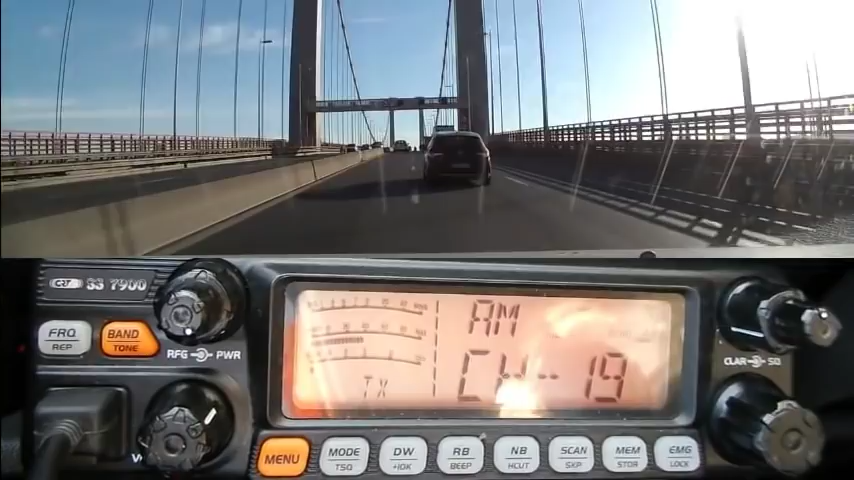 CRT SS 7900
FRQ
REP
BAND
TONE
RFG PWR
AM
CH-19
TX
CLAR SQ
MENU
MODE
TSQ
DW
+10K
RB
BEEP
NB
HCUT
SCAN
SKP
MEM
STOR
EMG
LOCK